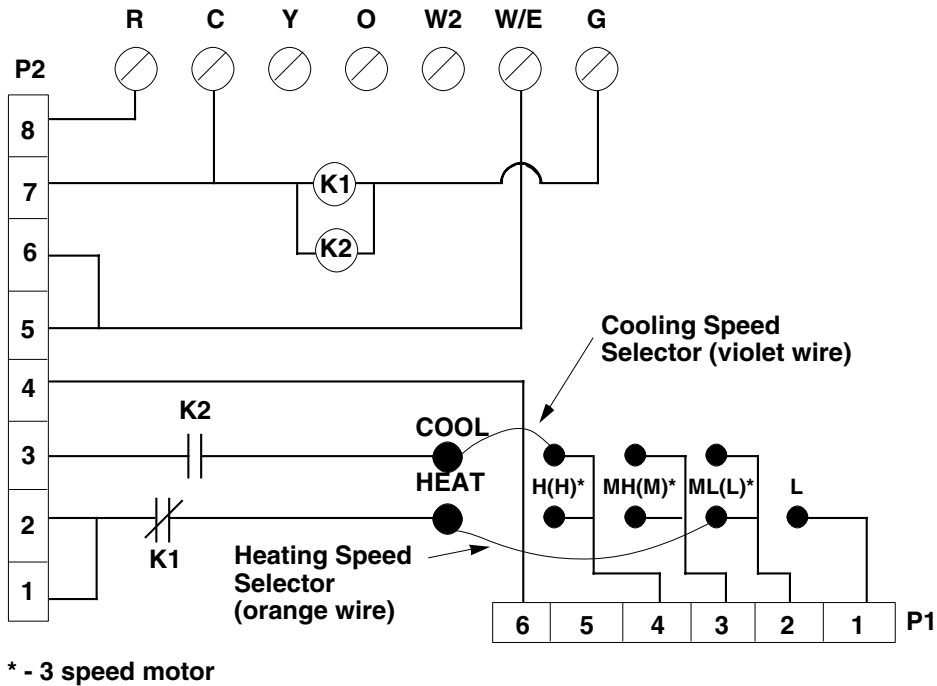 R C Y O W2 W/E G
P2
8
7
K1
K2
6
5
Cooling Speed
Selector (violet wire)
4
K2
COOL
3
HEAT
H(H)* MH(M)* ML(L)* L
2
K1
Heating Speed
Selector
(orange wire)
1
6 5 4 3 2 1 P1
* - 3 speed motor